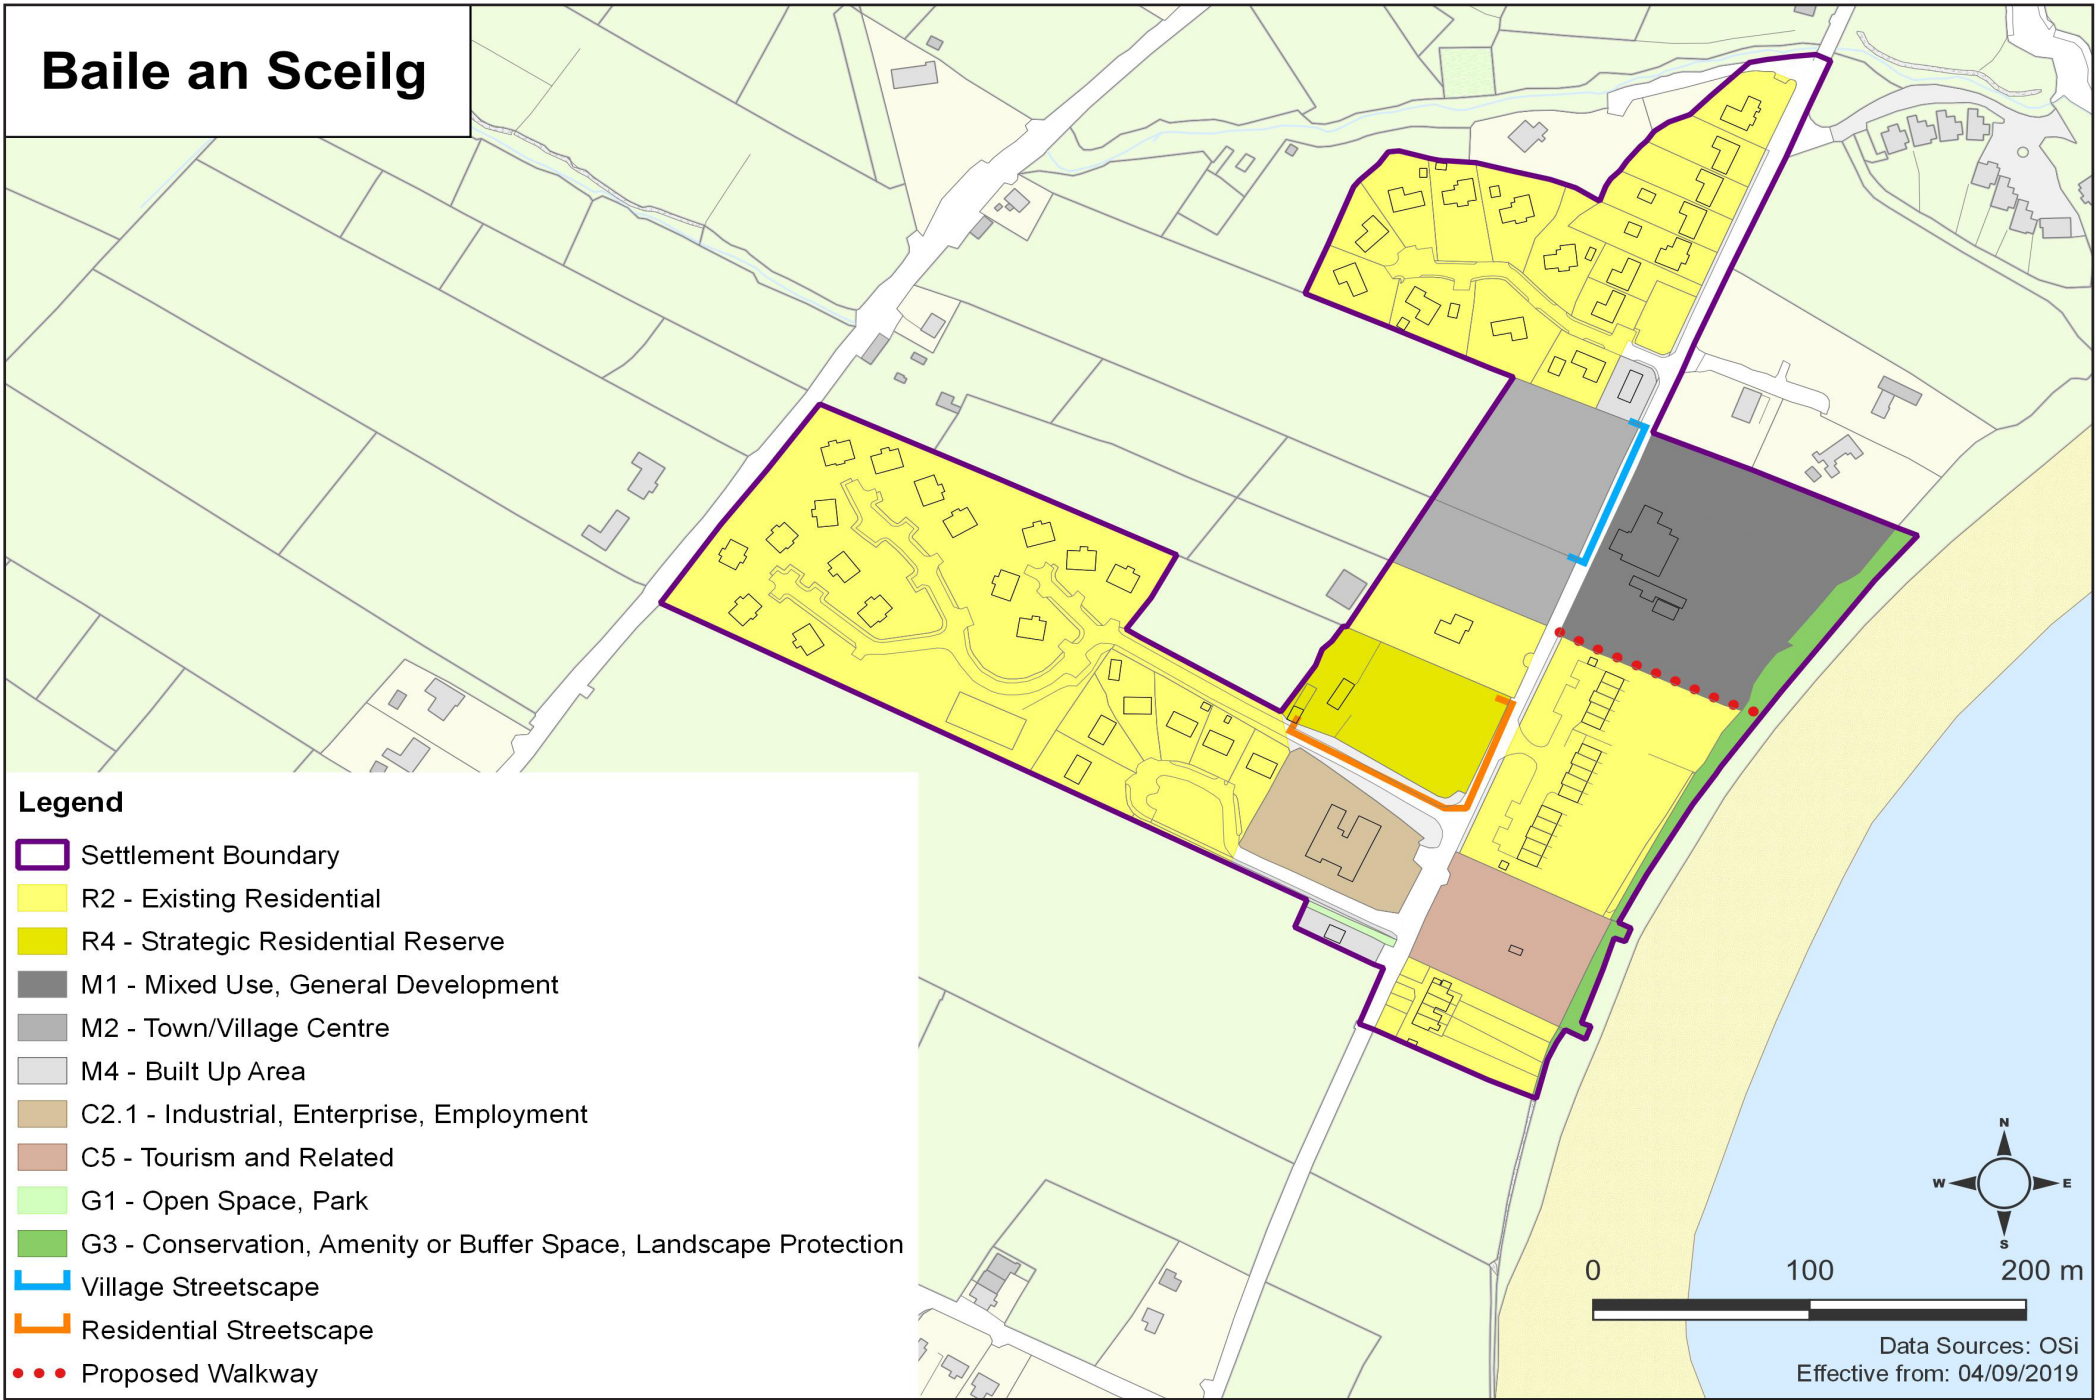 Baile an Sceilg
Legend
Settlement Boundary
R2 - Existing Residential
R4 - Strategic Residential Reserve
M1 - Mixed Use, General Development
M2 - Town/Village Centre
M4 - Built Up Area
C2.1 - Industrial, Enterprise, Employment
C5 - Tourism and Related
G1 - Open Space, Park
G3 - Conservation, Amenity or Buffer Space, Landscape Protection
Village Streetscape
Residential Streetscape
Proposed Walkway
N
W E
S
0 100 200 m
Data Sources: OSi
Effective from: 04/09/2019